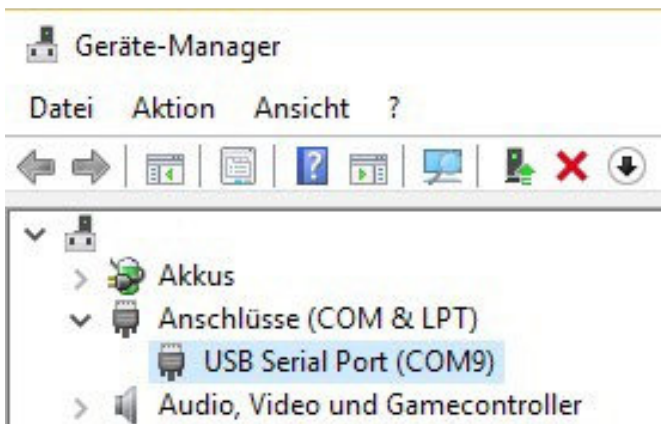 Geräte-Manager
Datei Aktion Ansicht ?
Akkus
Anschlüsse (COM & LPT)
USB Serial Port (COM9)
Audio, Video und Gamecontroller